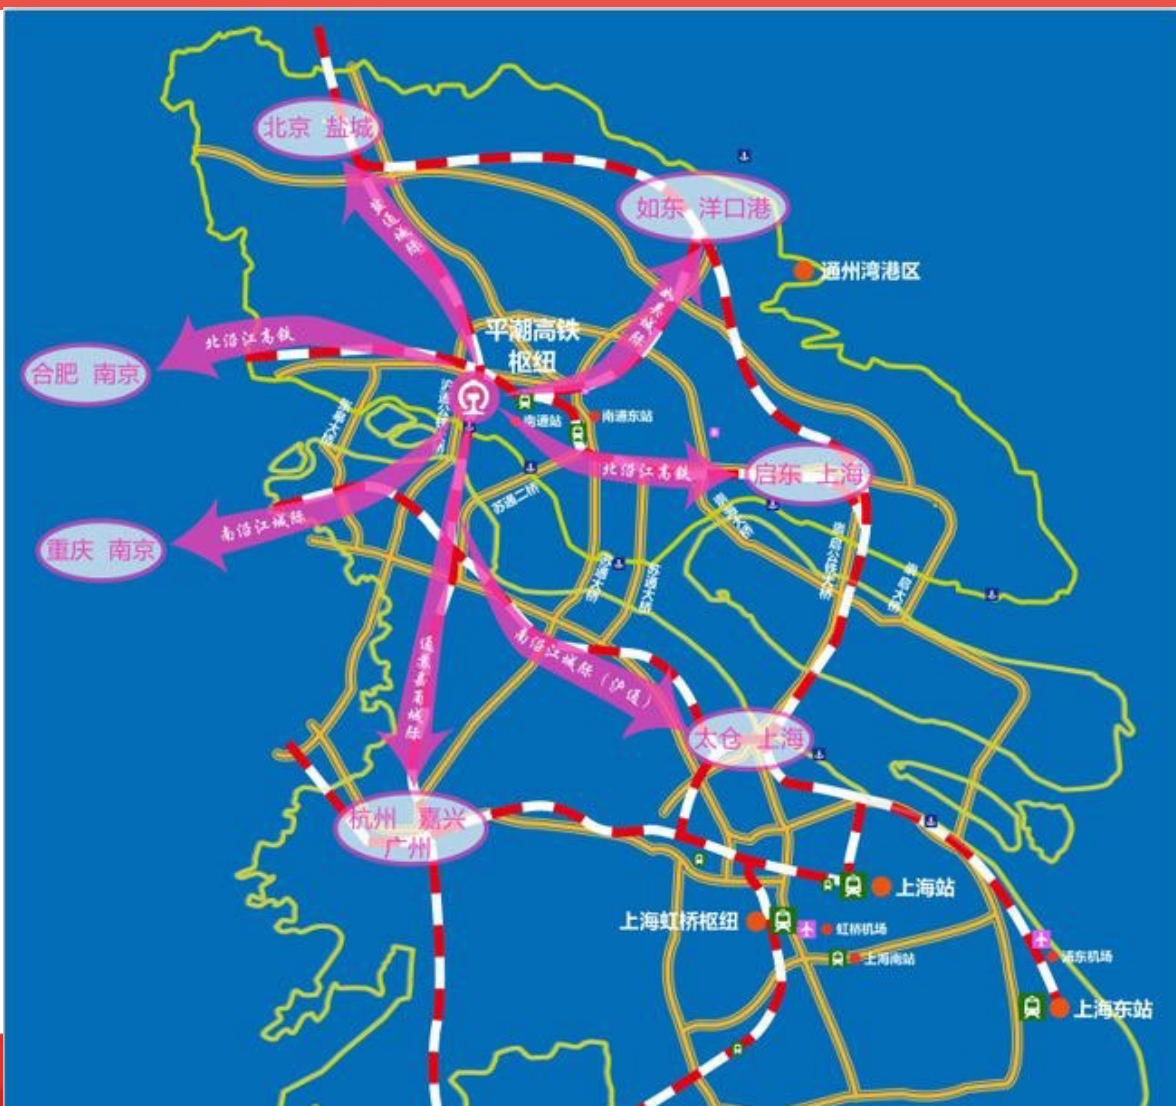 北京 盐城
如东 洋口港
盐通城际
通州湾港区
平潮高铁
枢纽
北沿江高铁
合肥 南京
南通站
南通东站
北沿江高铁
启东 上海
苏通二桥
南沿江城际
重庆 南京
崇启公铁大桥
崇启大桥
苏通大桥
南沿江城际（沪通）
通苏嘉甬城际
太仓 上海
杭州 嘉兴
广州
上海站
上海虹桥枢纽
虹桥机场
上海南站
浦东机场
上海东站